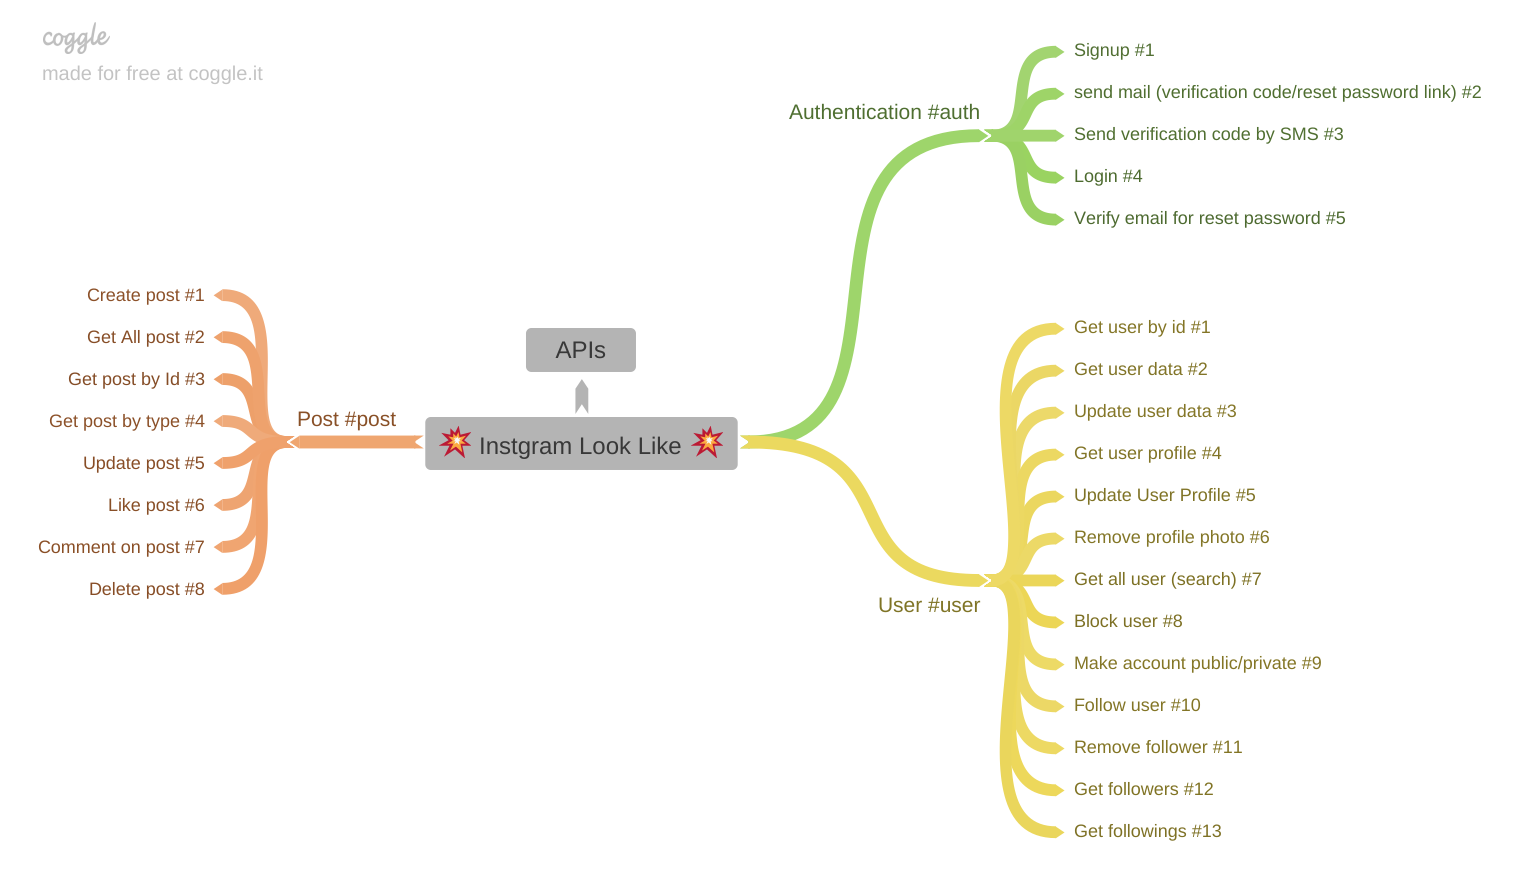 coggle
made for free at coggle.it
Authentication #auth
Signup #1
send mail (verification code/reset password link) #2
Send verification code by SMS #3
Login #4
Verify email for reset password #5
APIs
💥 Instgram Look Like 💥
Post #post
Create post #1
Get All post #2
Get post by Id #3
Get post by type #4
Update post #5
Like post #6
Comment on post #7
Delete post #8
User #user
Get user by id #1
Get user data #2
Update user data #3
Get user profile #4
Update User Profile #5
Remove profile photo #6
Get all user (search) #7
Block user #8
Make account public/private #9
Follow user #10
Remove follower #11
Get followers #12
Get followings #13